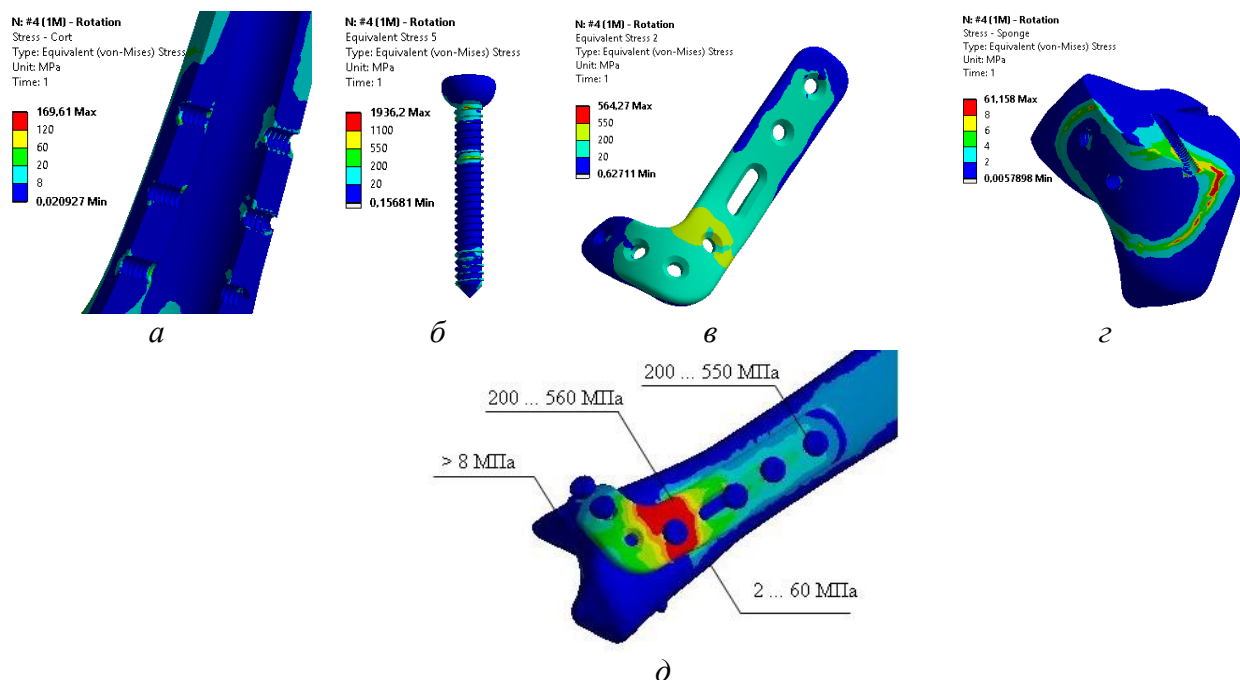 N: #4 (1M) - Rotation
Stress - Cort
Type: Equivalent (von-Mises) Stress
Unit: MPa
Time: 1
169,61 Max
120
60
20
8
0,020927 Min
а
N: #4 (1M) - Rotation
Equivalent Stress 5
Type: Equivalent (von-Mises) Stress
Unit: MPa
Time: 1
1936,2 Max
1100
550
200
20
0,15681 Min
б
N: #4 (1M) - Rotation
Equivalent Stress 2
Type: Equivalent (von-Mises) Stress
Unit: MPa
Time: 1
564,27 Max
550
200
20
0,62711 Min
в
N: #4 (1M) - Rotation
Stress - Sponge
Type: Equivalent (von-Mises) Stress
Unit: MPa
Time: 1
61,158 Max
8
6
4
2
0,0057898 Min
г
200 ... 550 МПа
200 ... 560 МПа
> 8 МПа
2 ... 60 МПа
д